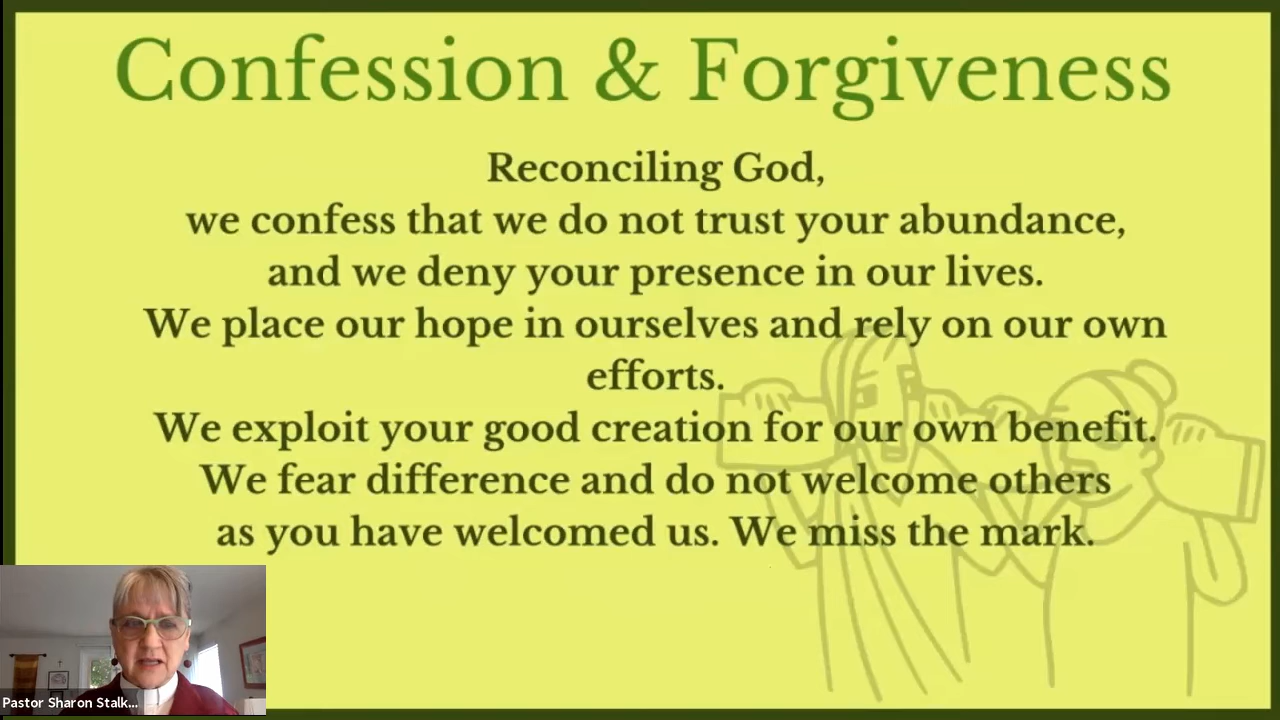 Confession & Forgiveness
Reconciling God,
we confess that we do not trust your abundance,
and we deny your presence in our lives.
We place our hope in ourselves and rely on our own
efforts.
We exploit your good creation for our own benefit.
We fear difference and do not welcome others
as you have welcomed us. We miss the mark.
Pastor Sharon Stalk...